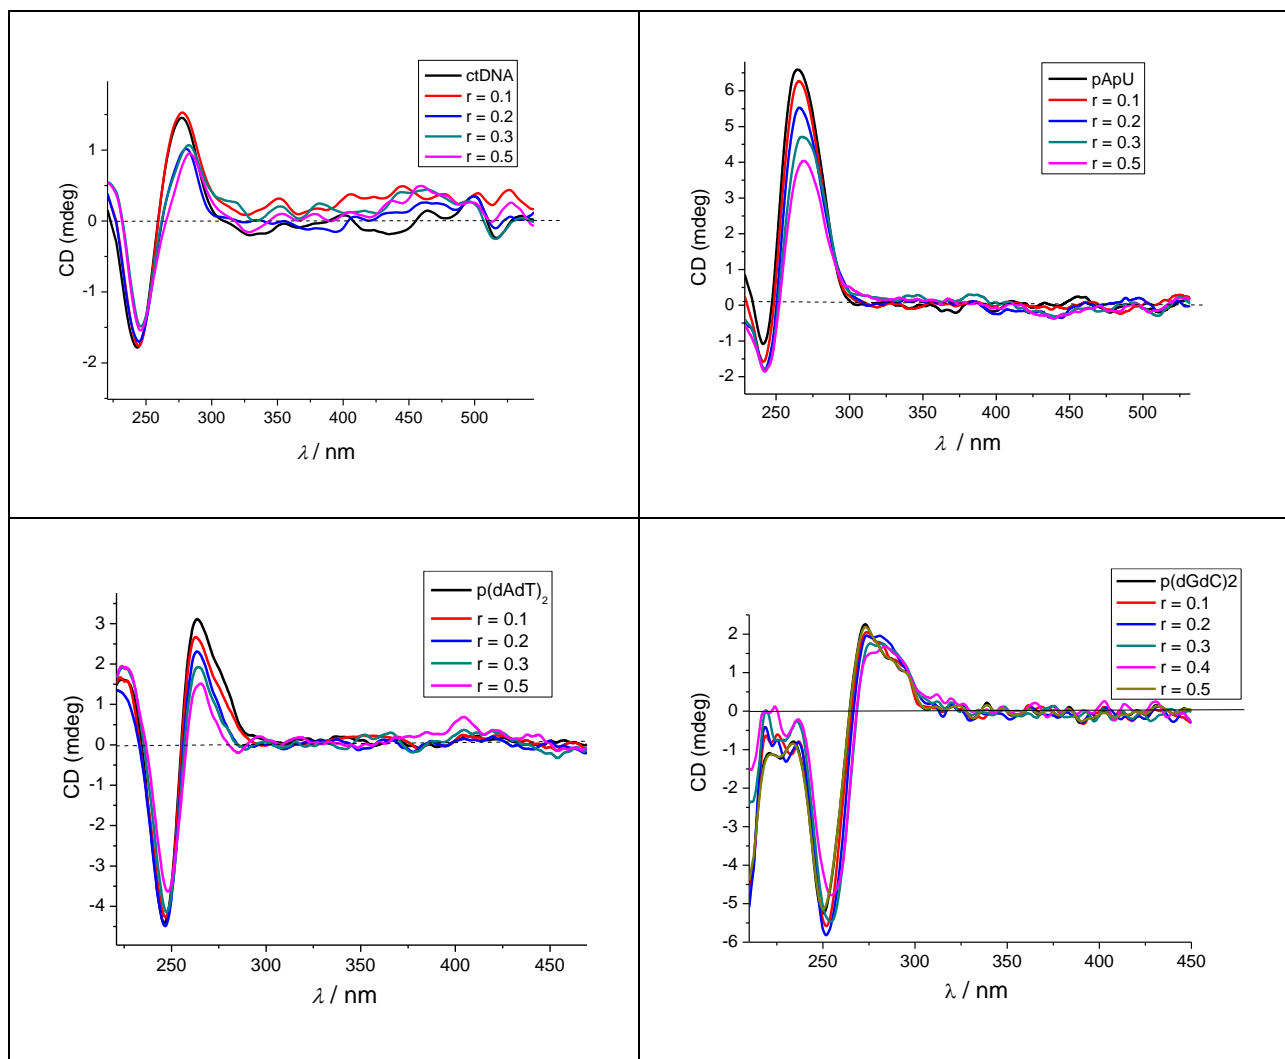 ctDNA
r = 0.1
r = 0.2
r = 0.3
r = 0.5
1
0
-1
-2
CD (mdeg)
250 300 350 400 450 500
λ / nm
pApU
r = 0.1
r = 0.2
r = 0.3
r = 0.5
6
5
4
3
2
1
0
-1
-2
CD (mdeg)
250 300 350 400 450 500
λ / nm
p(dAdT)2
r = 0.1
r = 0.2
r = 0.3
r = 0.5
3
2
1
0
-1
-2
-3
-4
CD (mdeg)
250 300 350 400 450
λ / nm
p(dGdC)2
r = 0.1
r = 0.2
r = 0.3
r = 0.4
r = 0.5
2
1
0
-1
-2
-3
-4
-5
-6
CD (mdeg)
250 300 350 400 450
λ / nm